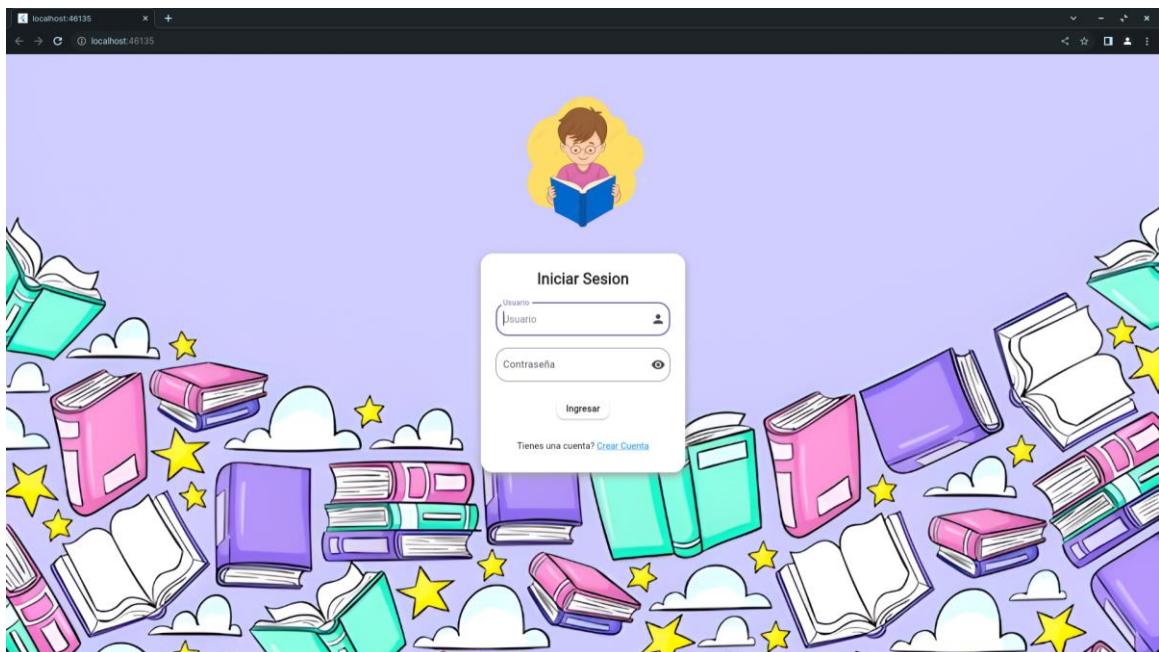 localhost:46135
localhost:46135
Iniciar Sesion
Usuario
Usuario
Contraseña
Ingresar
Tienes una cuenta? Crear Cuenta